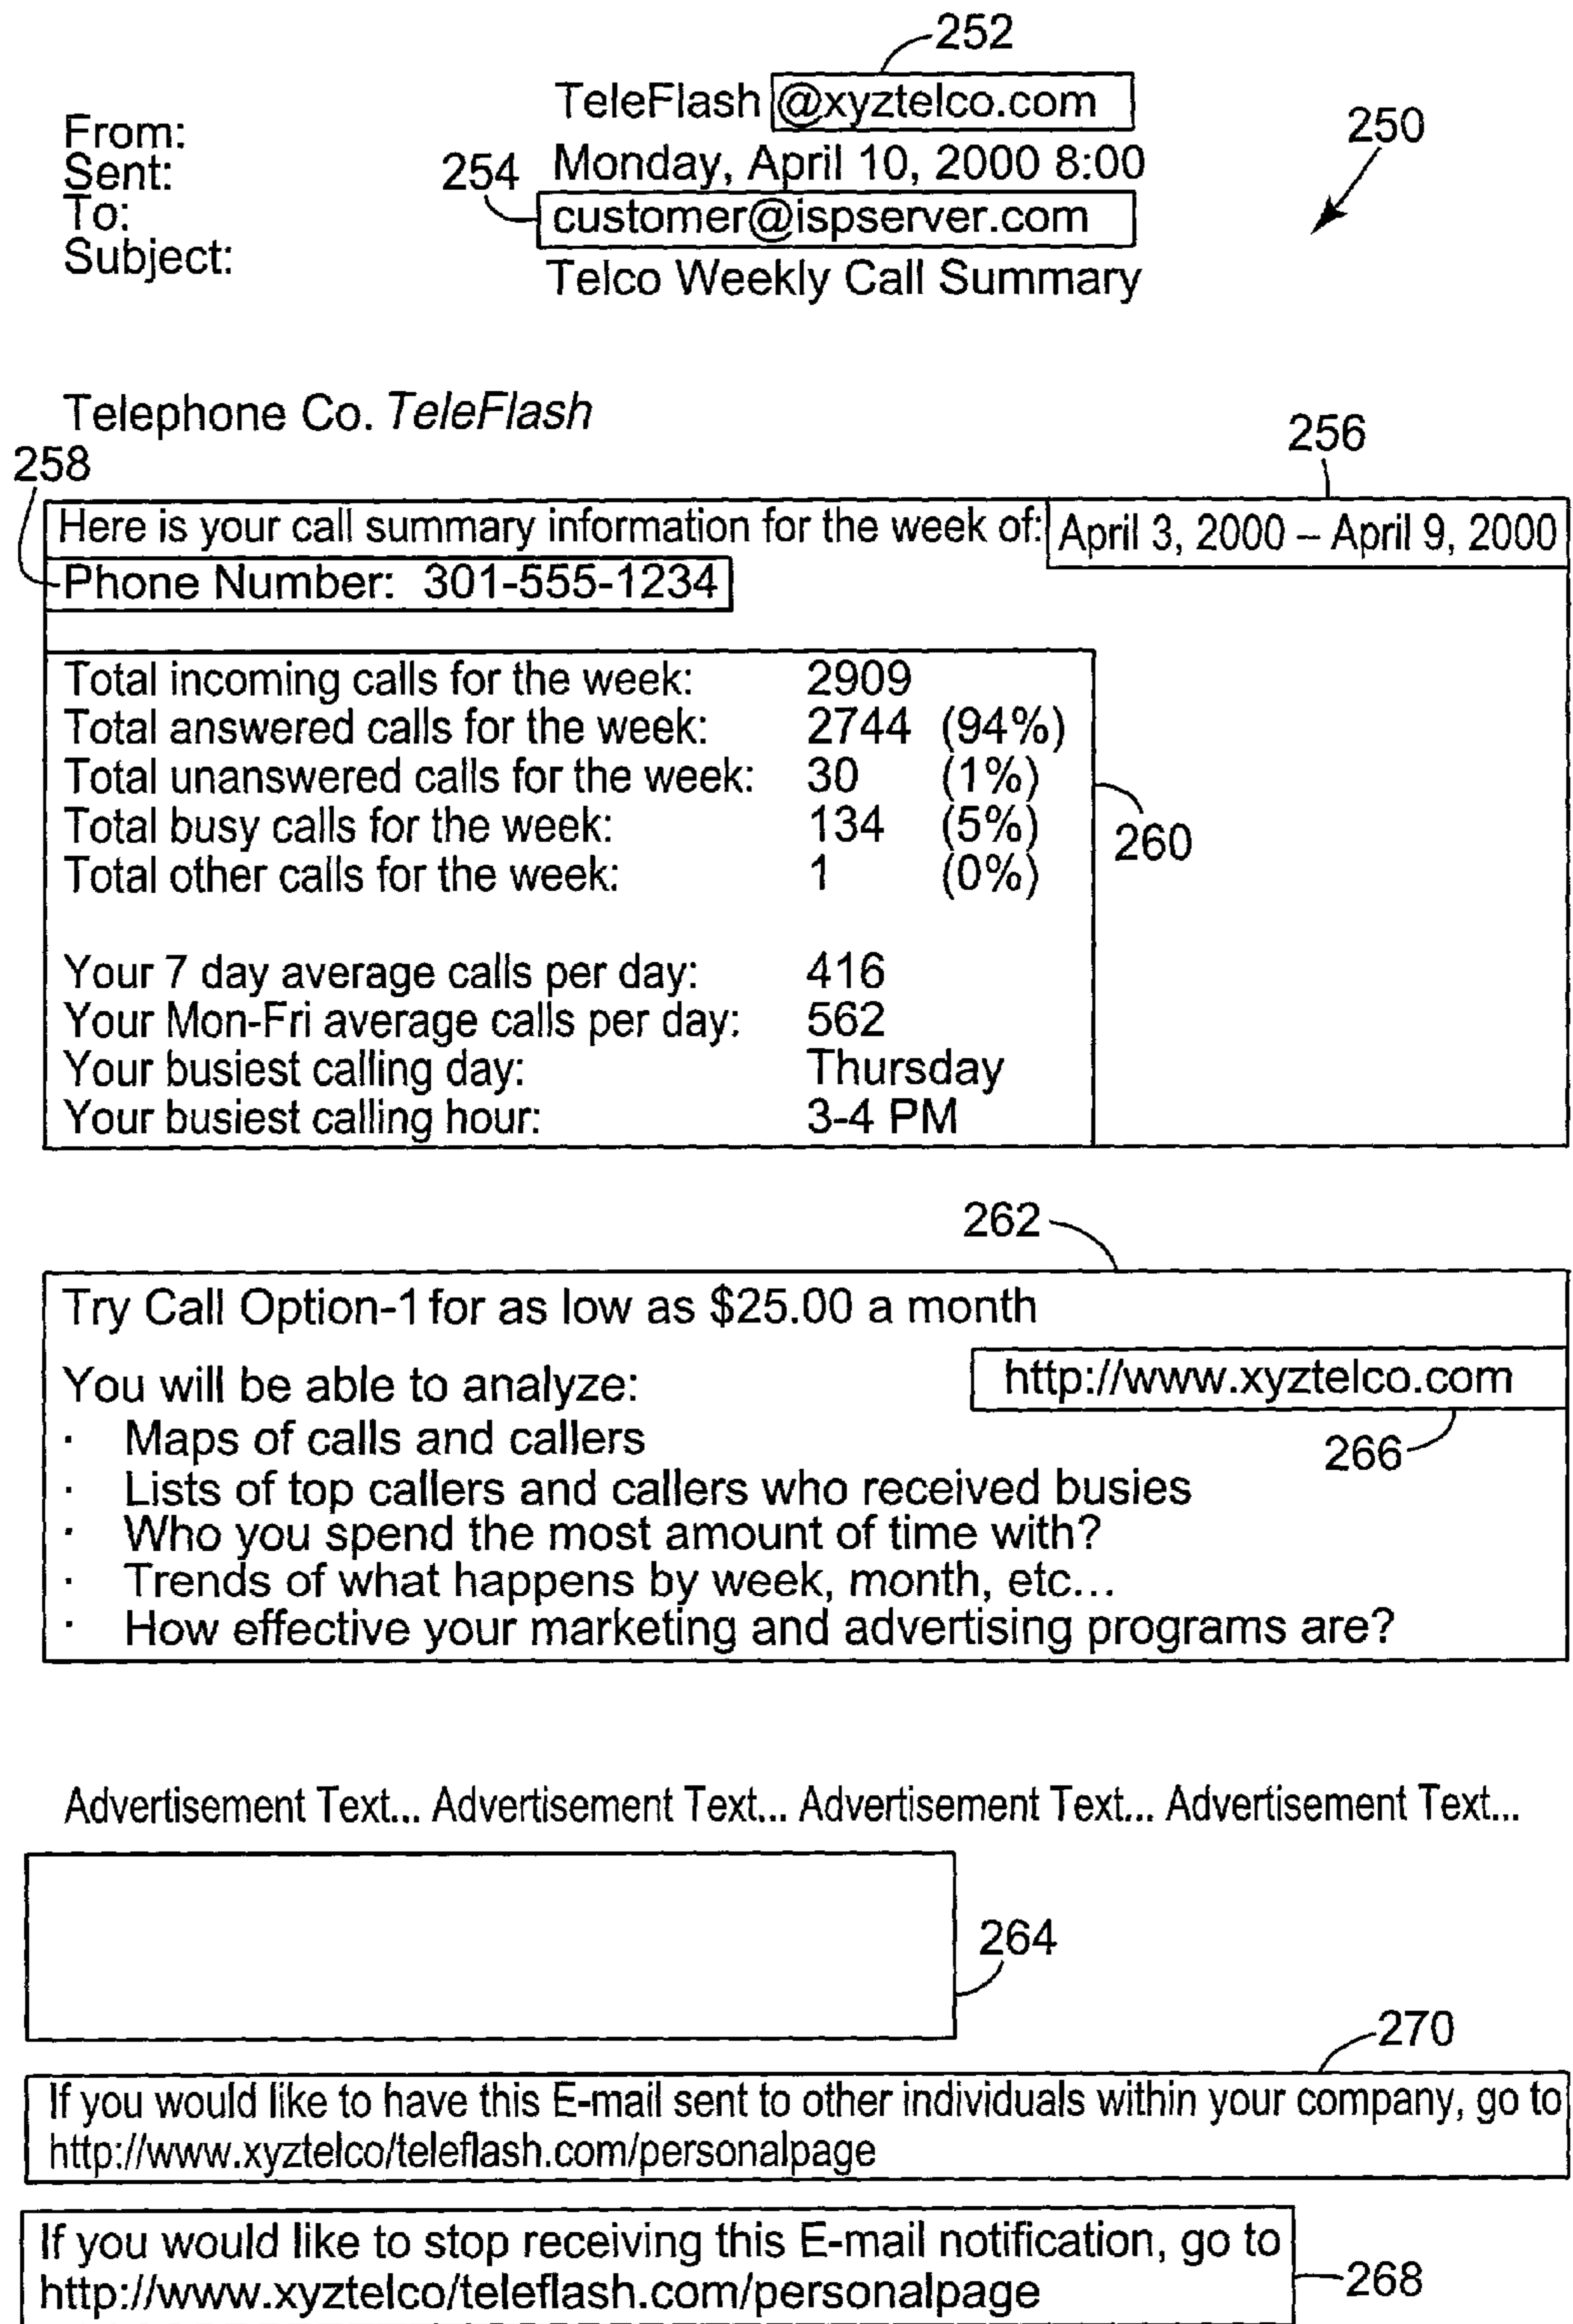 252
TeleFlash @xyztelco.com
From:
250
Sent:
254 Monday, April 10, 2000 8:00
To:
customer@ispserver.com
Subject:
Telco Weekly Call Summary
Telephone Co. TeleFlash
256
258
Here is your call summary information for the week of: April 3, 2000 – April 9, 2000
Phone Number: 301-555-1234
Total incoming calls for the week: 2909
Total answered calls for the week: 2744 (94%)
Total unanswered calls for the week: 30 (1%)
Total busy calls for the week: 134 (5%)
260
Total other calls for the week: 1 (0%)
Your 7 day average calls per day: 416
Your Mon-Fri average calls per day: 562
Your busiest calling day: Thursday
Your busiest calling hour: 3-4 PM
262
Try Call Option-1 for as low as $25.00 a month
You will be able to analyze: http://www.xyztelco.com
· Maps of calls and callers
266
· Lists of top callers and callers who received busies
· Who you spend the most amount of time with?
· Trends of what happens by week, month, etc...
· How effective your marketing and advertising programs are?
Advertisement Text... Advertisement Text... Advertisement Text... Advertisement Text...
264
270
If you would like to have this E-mail sent to other individuals within your company, go to
http://www.xyztelco/teleflash.com/personalpage
If you would like to stop receiving this E-mail notification, go to
http://www.xyztelco/teleflash.com/personalpage
268